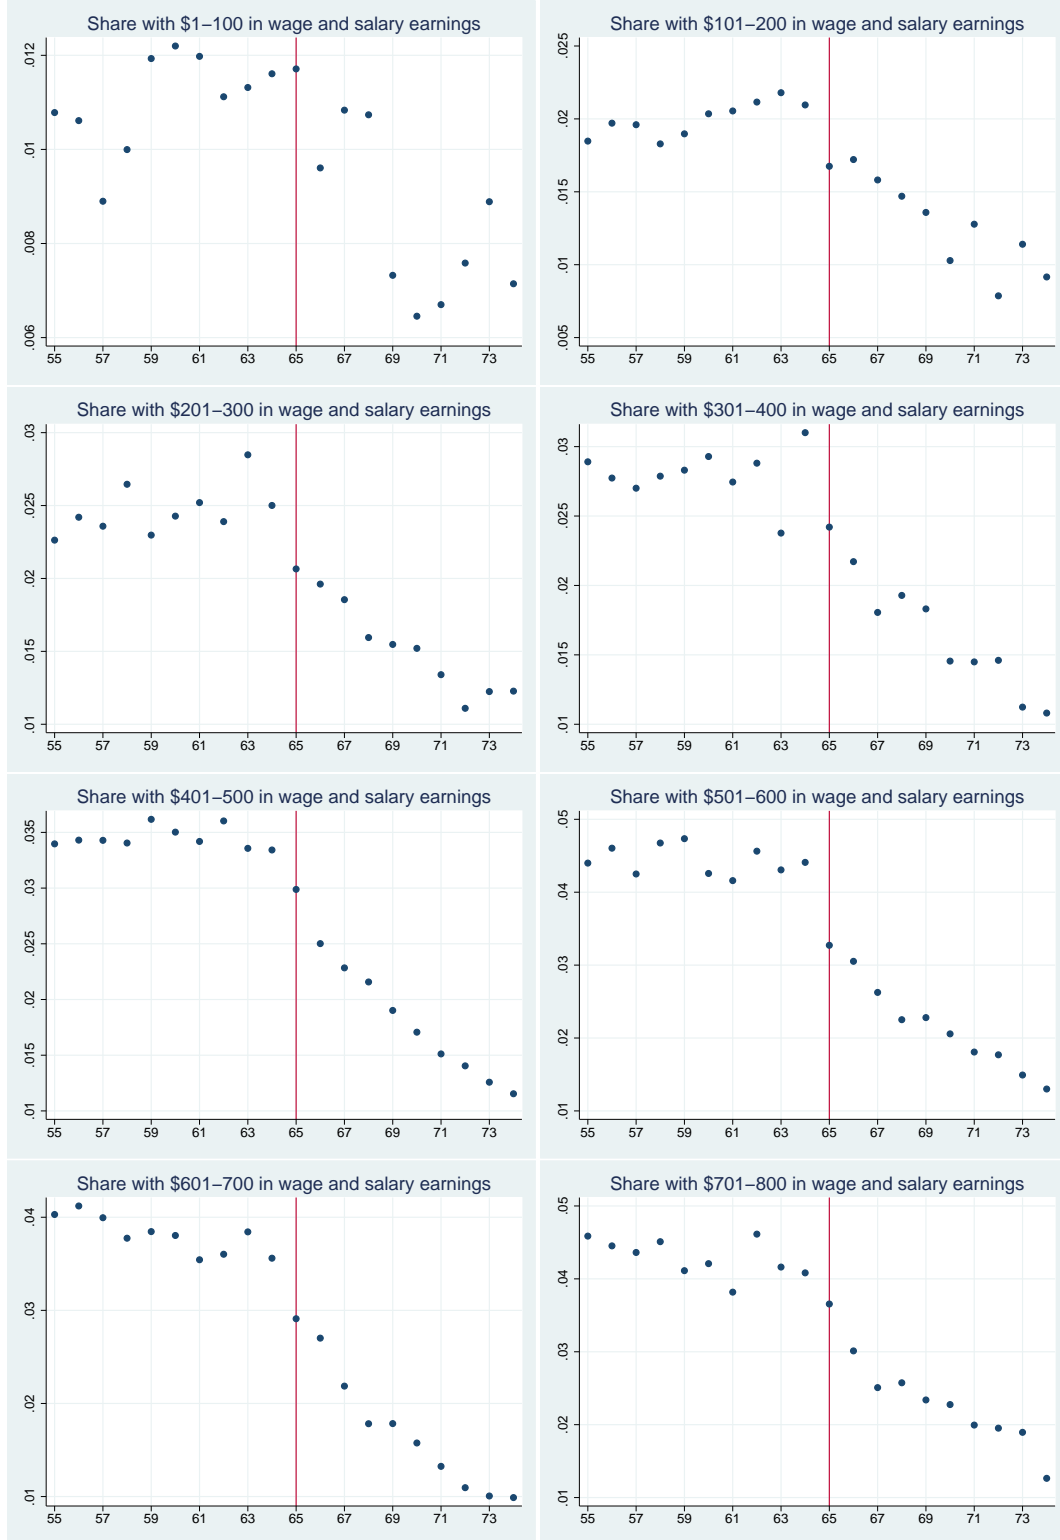 Share with $1–100 in wage and salary earnings
.012
.01
.008
.006
55 57 59 61 63 65 67 69 71 73
Share with $101–200 in wage and salary earnings
.025
.02
.015
.01
.005
55 57 59 61 63 65 67 69 71 73
Share with $201–300 in wage and salary earnings
.03
.025
.02
.015
.01
55 57 59 61 63 65 67 69 71 73
Share with $301–400 in wage and salary earnings
.03
.025
.02
.015
.01
55 57 59 61 63 65 67 69 71 73
Share with $401–500 in wage and salary earnings
.035
.03
.025
.02
.015
.01
55 57 59 61 63 65 67 69 71 73
Share with $501–600 in wage and salary earnings
.05
.04
.03
.02
.01
55 57 59 61 63 65 67 69 71 73
Share with $601–700 in wage and salary earnings
.04
.03
.02
.01
55 57 59 61 63 65 67 69 71 73
Share with $701–800 in wage and salary earnings
.05
.04
.03
.02
.01
55 57 59 61 63 65 67 69 71 73